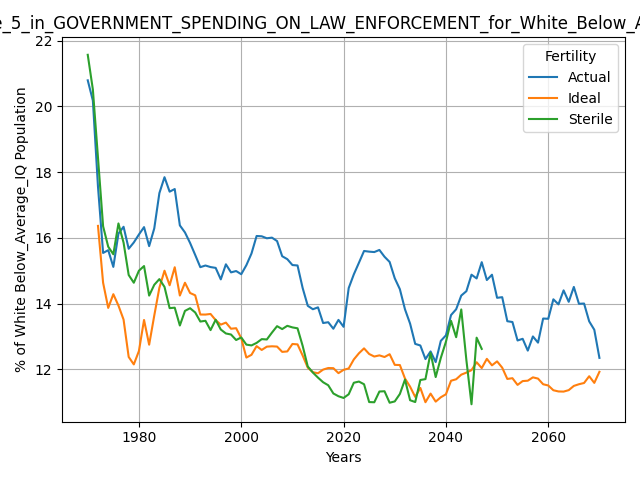 e_5_in_GOVERNMENT_SPENDING_ON_LAW_ENFORCEMENT_for_White_Below_A
Fertility
Actual
Ideal
Sterile
% of White Below_Average_IQ Population
22
20
18
16
14
12
1980
2000
2020
2040
2060
Years